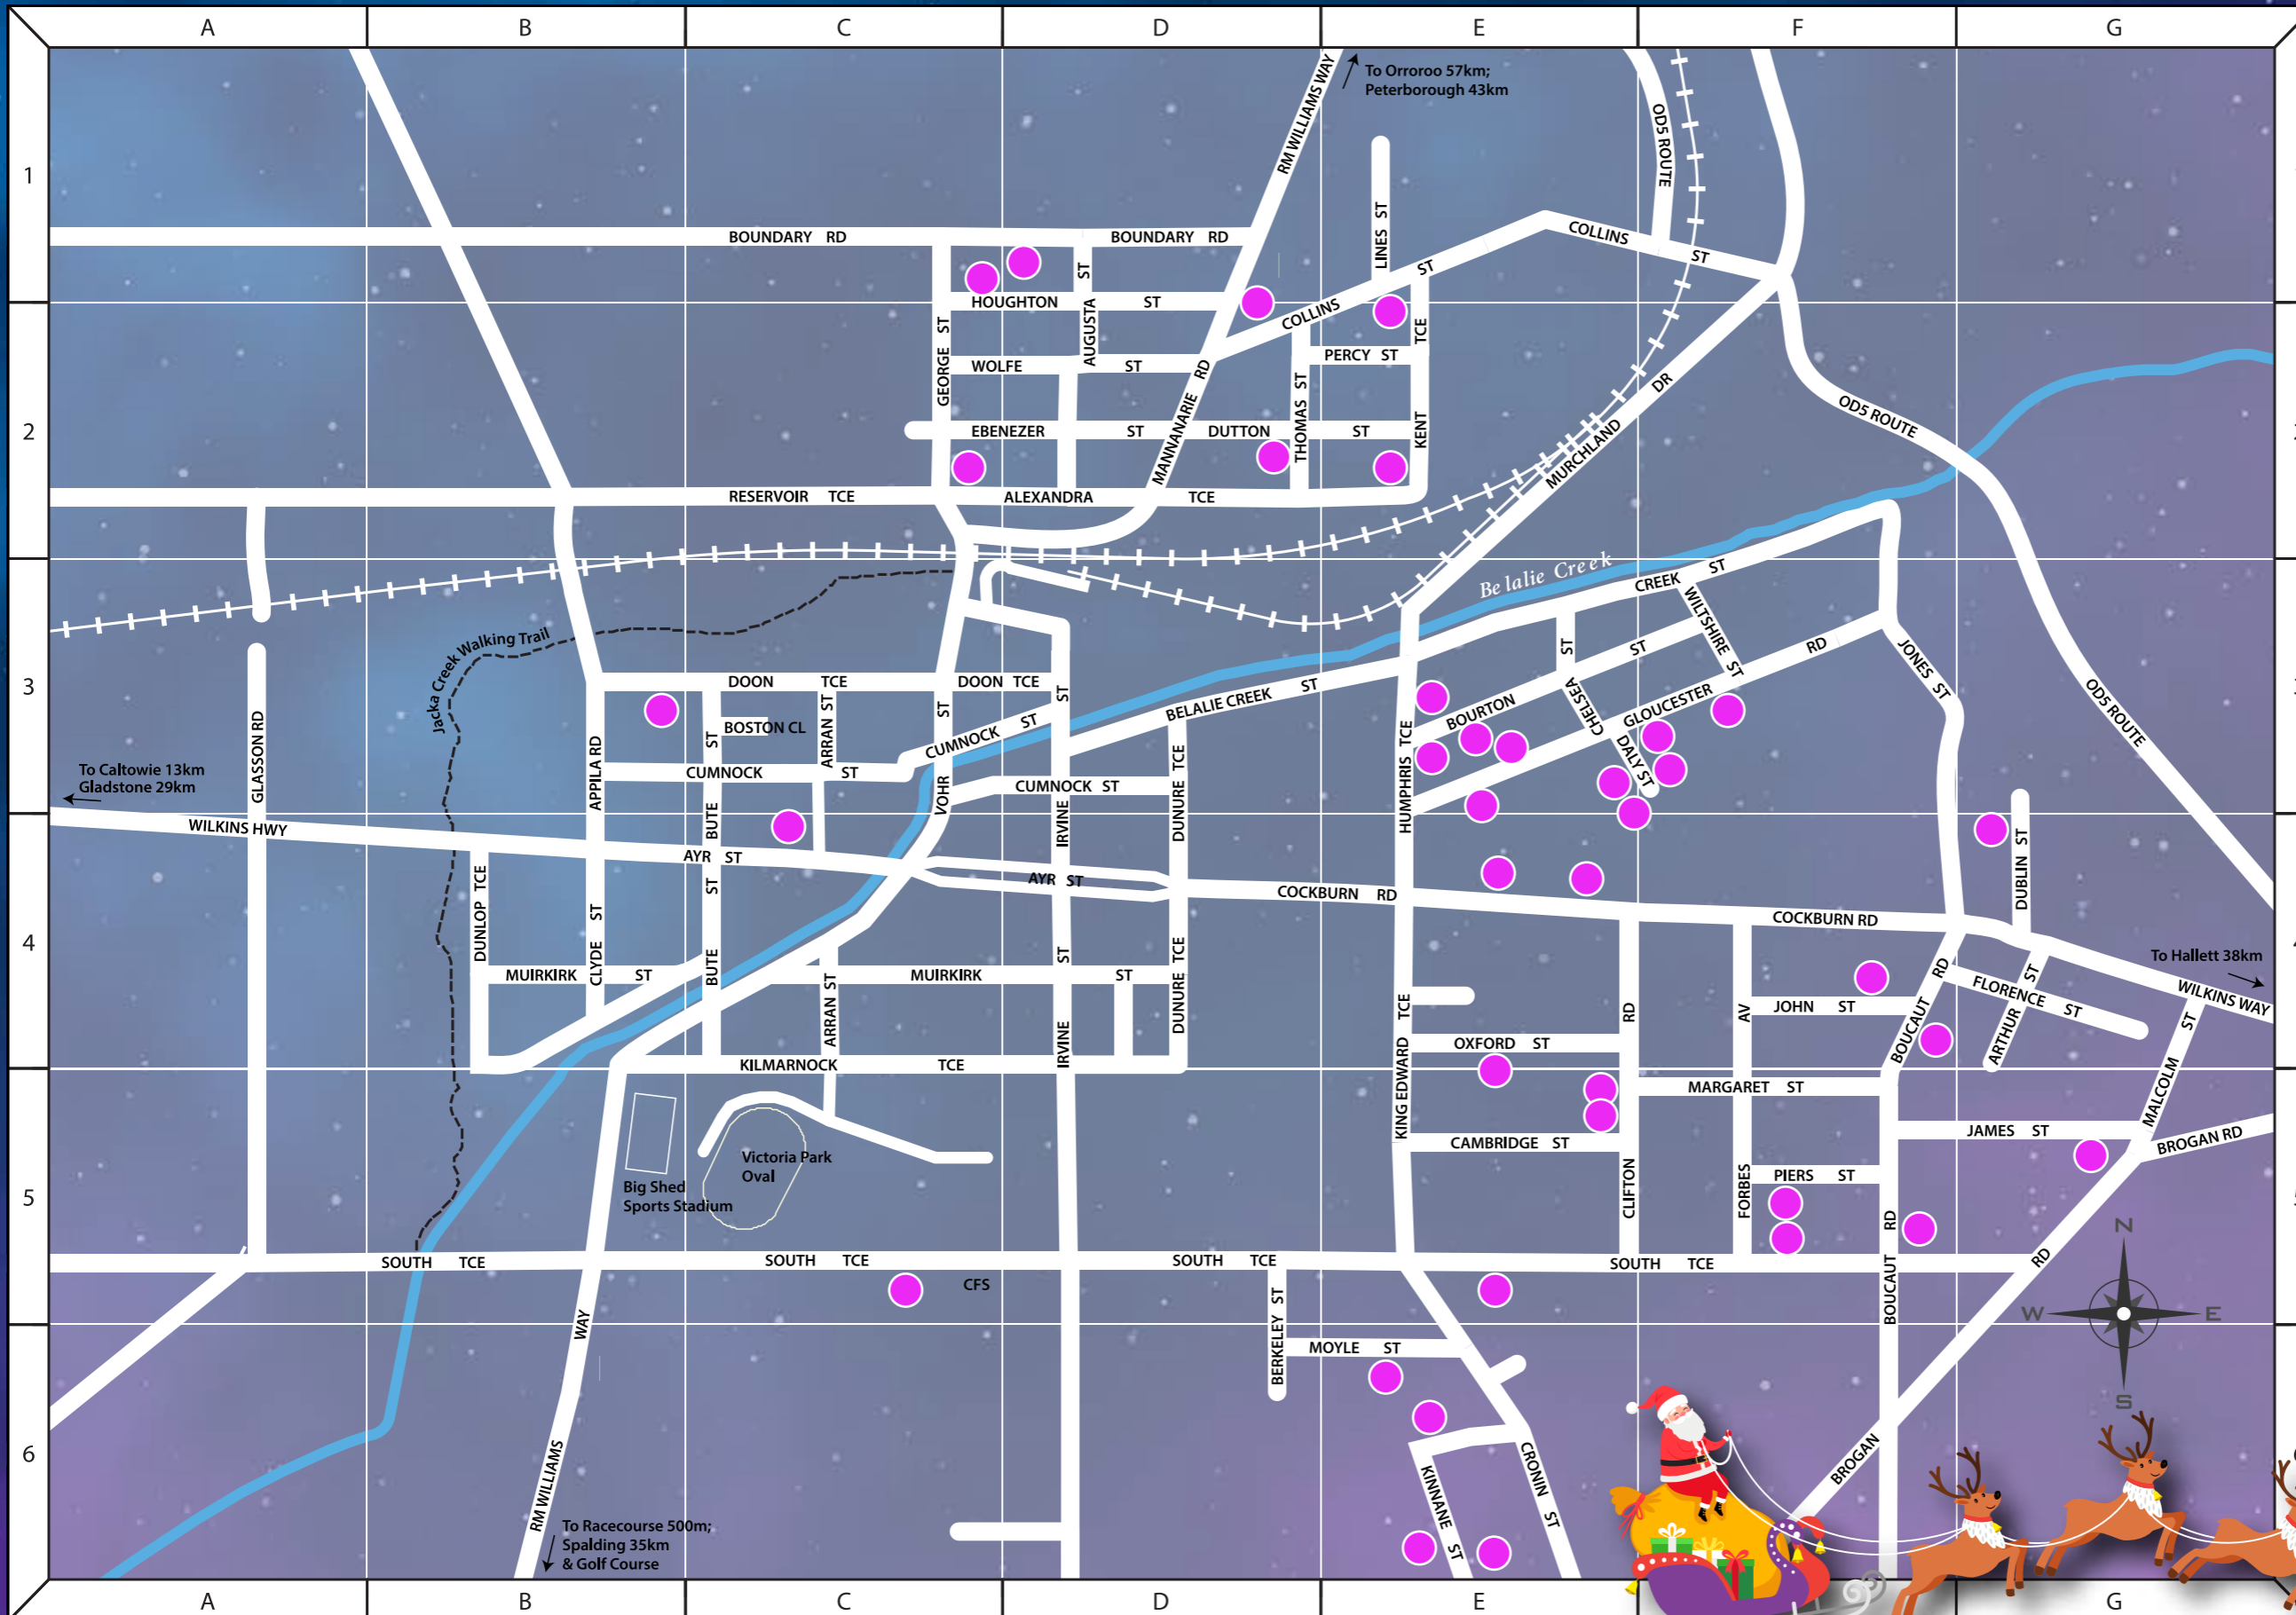 A B C D E F G
To Orroroo 57km;
Peterborough 43km
RM WILLIAMS WAY
OD5 ROUTE
1
LINES ST
BOUNDARY RD
BOUNDARY RD
COLLINS ST
HOUGHTON ST
AUGUSTA ST
COLLINS ST
GEORGE ST
WOLFE ST
PERCY ST
KENT TCE
MANNANARIE RD
THOMAS ST
MURCHLAND DR
OD5 ROUTE
2
EBENEZER ST
DUTTON ST
RESERVOIR TCE
ALEXANDRA TCE
Belalie Creek
CREEK ST
WILTSHIRE ST
Jacka Creek Walking Trail
3
DOON TCE
DOON TCE
BOSTON CL
ARRAN ST
CUMNOCK ST
BELALIE CREEK ST
BOURTON ST
CHELSEA ST
GLOUCESTER RD
JONES ST
OD5 ROUTE
DALY ST
GLASSON RD
APPILA RD
BUTE ST
CUMNOCK ST
VOHR ST
CUMNOCK ST
IRVINE ST
DUNURE TCE
HUMPHRIS TCE
To Caltowie 13km
Gladstone 29km
WILKINS HWY
AYR ST
AYR ST
COCKBURN RD
COCKBURN RD
DUBLIN ST
4
DUNLOP TCE
CLYDE ST
BUTE ST
MUIRKIRK ST
MUIRKIRK ST
ARRAN ST
IRVINE ST
DUNURE TCE
KING EDWARD TCE
CLIFTON RD
FORBES AV
JOHN ST
BOUCAUT RD
FLORENCE ST
ARTHUR ST
To Hallett 38km
WILKINS WAY
MALCOLM ST
OXFORD ST
KILMARNOCK TCE
MARGARET ST
CAMBRIDGE ST
JAMES ST
BROGAN RD
5
Victoria Park
Oval
Big Shed
Sports Stadium
PIERS ST
BOUCAUT RD
N
W E
S
SOUTH TCE
SOUTH TCE
SOUTH TCE
SOUTH TCE
CFS
BERKELEY ST
MOYLE ST
6
RM WILLIAMS WAY
KINNANE ST
CRONIN ST
BROGAN RD
To Racecourse 500m;
Spalding 35km
& Golf Course
A B C D E F G